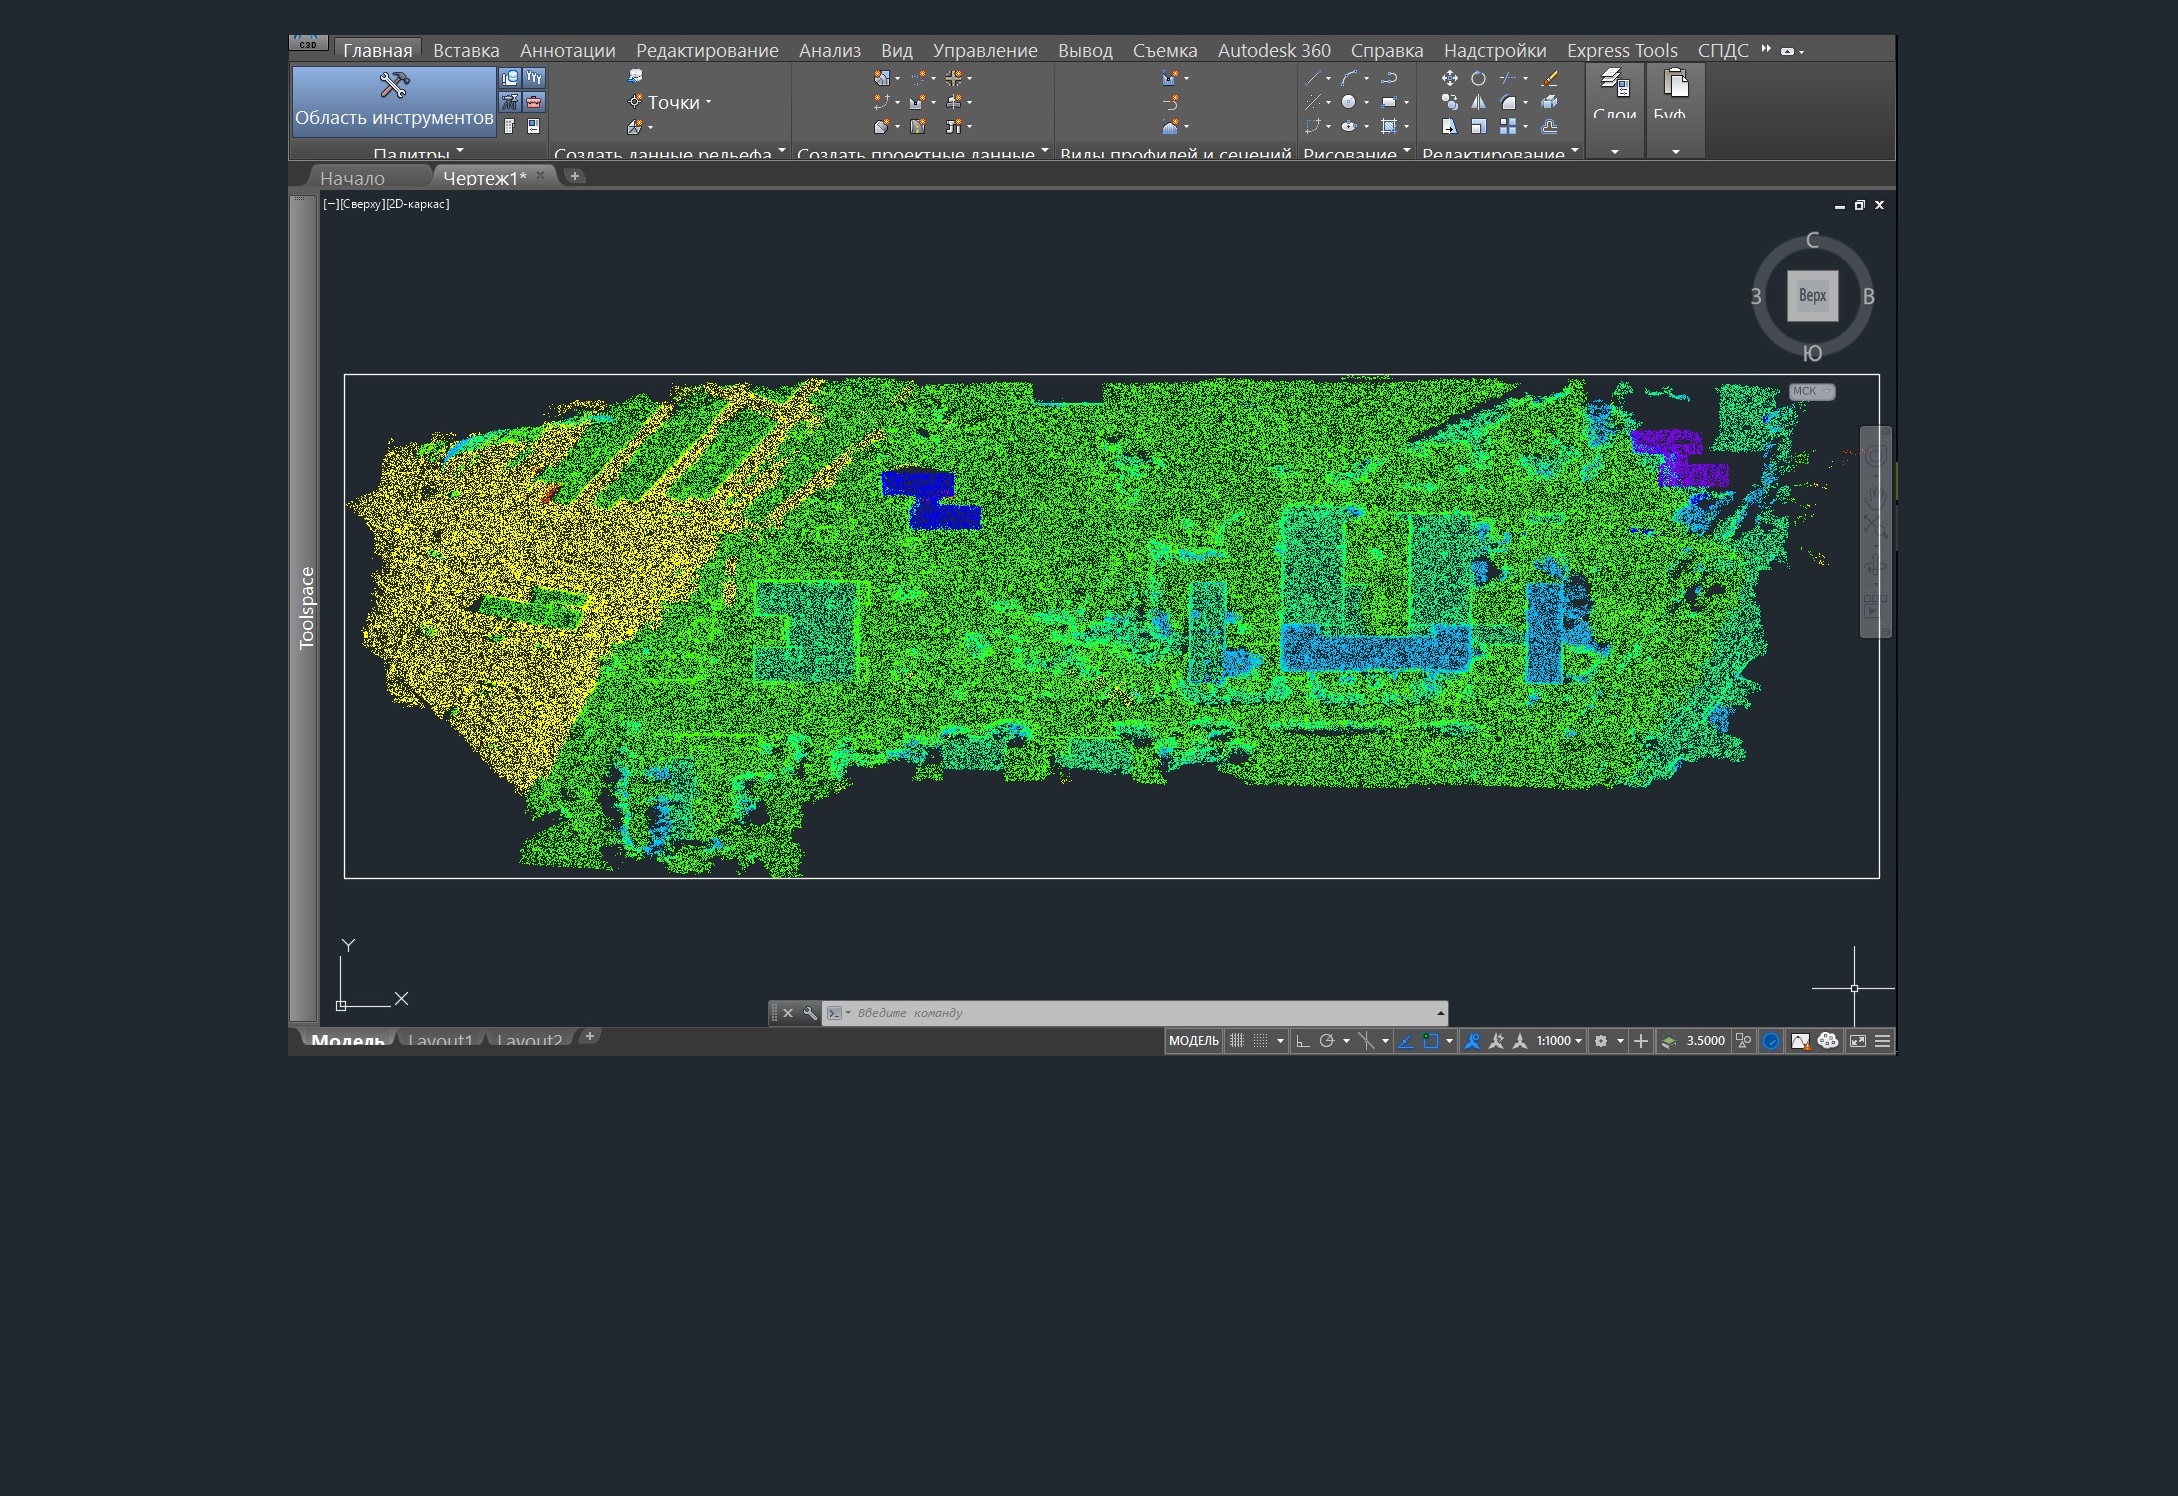 C3D
Главная Вставка Аннотации Редактирование Анализ Вид Управление Вывод Съемка Autodesk 360 Справка Надстройки Express Tools СПДС
Область инструментов
Точки
Слои
Буф
Палитры
Создать данные рельефа
Создать проектные данные
Виды профилей и сечений
Рисование
Редактирование
Начало
Чертеж1*
[−][Сверху][2D-каркас]
С
З
Верх
В
Ю
МСК
Toolspace
Y
X
Введите команду
Модель Layout1 Layout2
МОДЕЛЬ
1:1000
3.5000